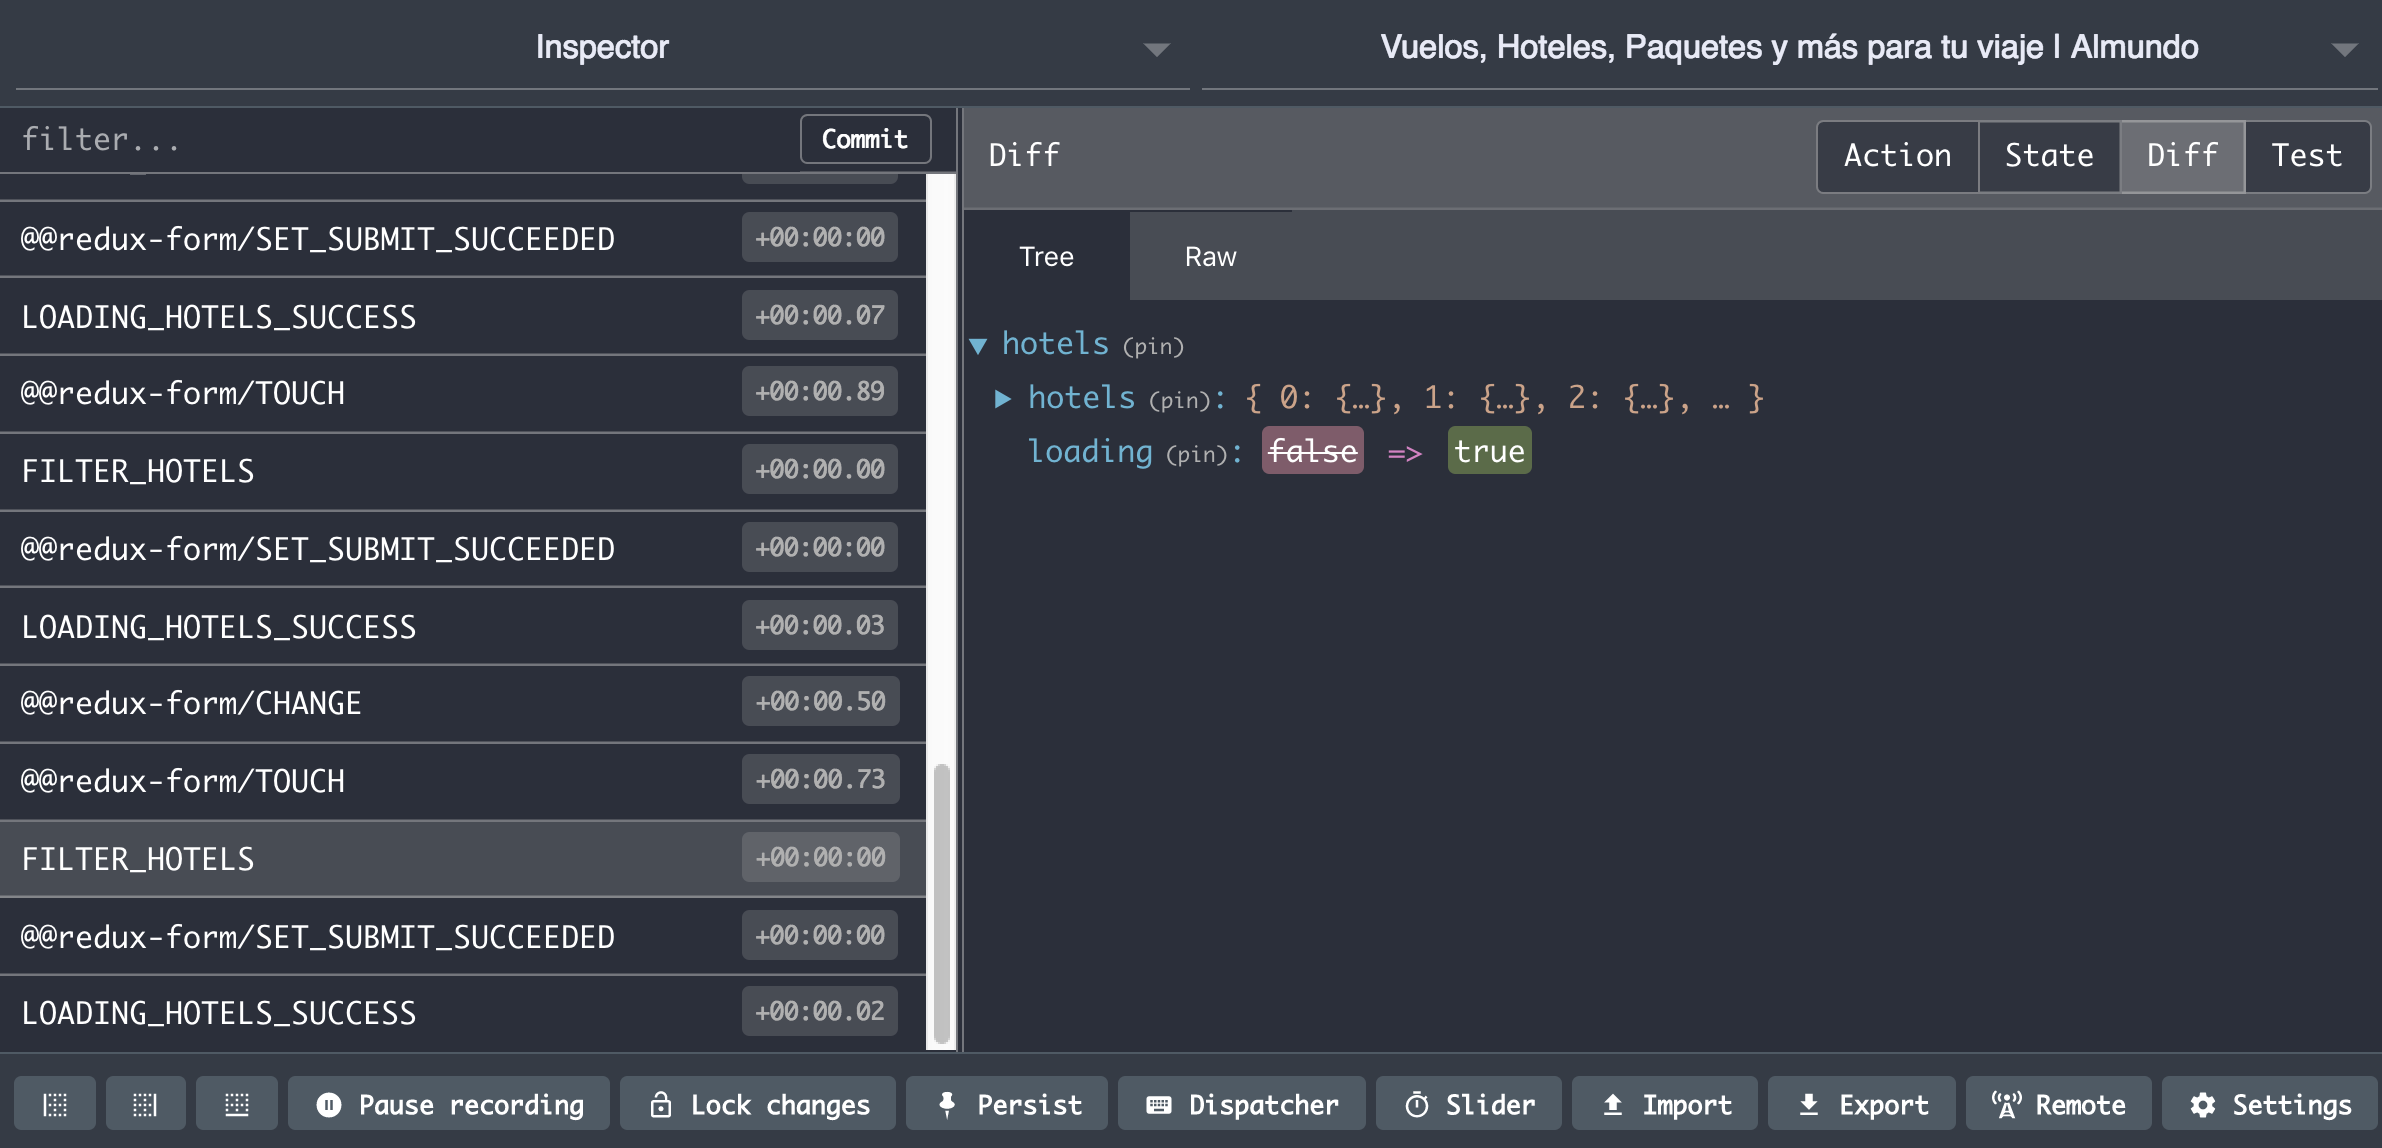 Inspector
Vuelos, Hoteles, Paquetes y más para tu viaje | Almundo
filter...
Commit
@@redux-form/SET_SUBMIT_SUCCEEDED +00:00:00
LOADING_HOTELS_SUCCESS +00:00.07
@@redux-form/TOUCH +00:00.89
FILTER_HOTELS +00:00.00
@@redux-form/SET_SUBMIT_SUCCEEDED +00:00:00
LOADING_HOTELS_SUCCESS +00:00.03
@@redux-form/CHANGE +00:00.50
@@redux-form/TOUCH +00:00.73
FILTER_HOTELS +00:00:00
@@redux-form/SET_SUBMIT_SUCCEEDED +00:00:00
LOADING_HOTELS_SUCCESS +00:00.02
Diff
Action State Diff Test
Tree Raw
▼ hotels (pin)
▶ hotels (pin): { 0: {…}, 1: {…}, 2: {…}, … }
loading (pin): false => true
Pause recording Lock changes Persist Dispatcher Slider Import Export Remote Settings